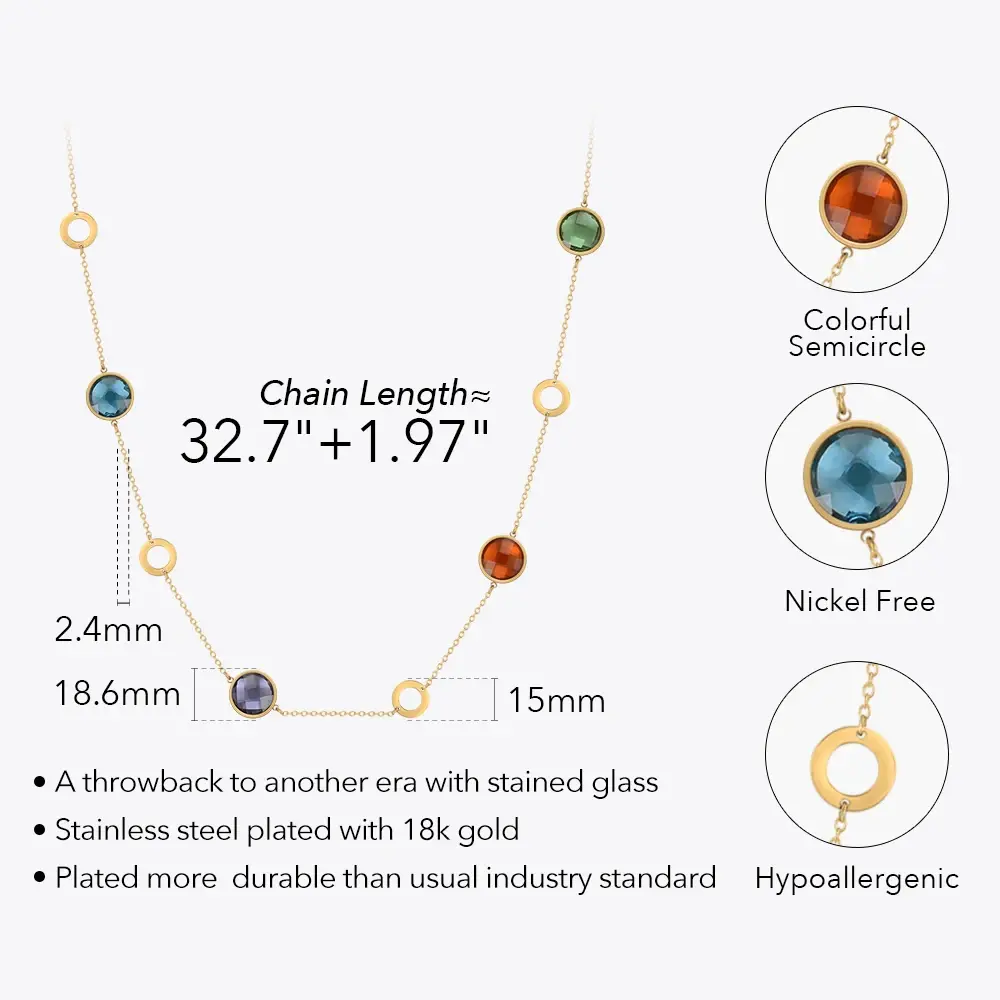 Chain Length≈
32.7"+1.97"
2.4mm
18.6mm
15mm
• A throwback to another era with stained glass
• Stainless steel plated with 18k gold
• Plated more  durable than usual industry standard
Colorful
Semicircle
Nickel Free
Hypoallergenic